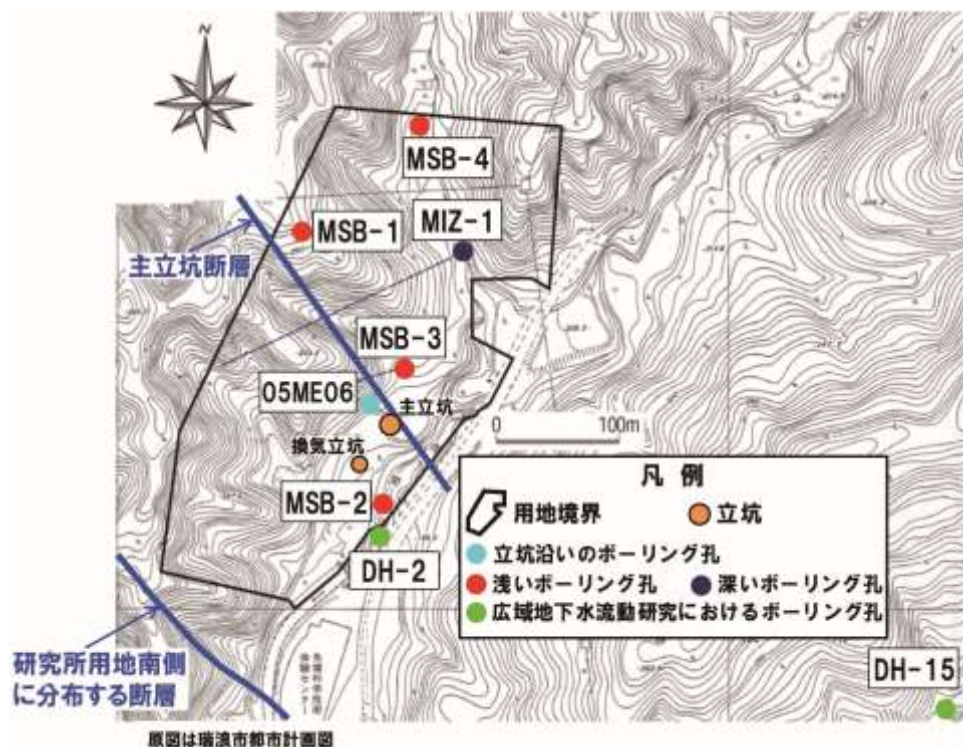 N
MSB-4
MSB-1
MIZ-1
主立坑断層
MSB-3
05ME06
主立坑
換気立坑
0 100m
MSB-2
DH-2
凡 例
用地境界
立坑
立坑沿いのボーリング孔
浅いボーリング孔
深いボーリング孔
広域地下水流動研究におけるボーリング孔
研究所用地南側
に分布する断層
DH-15
原図は瑞浪市都市計画図